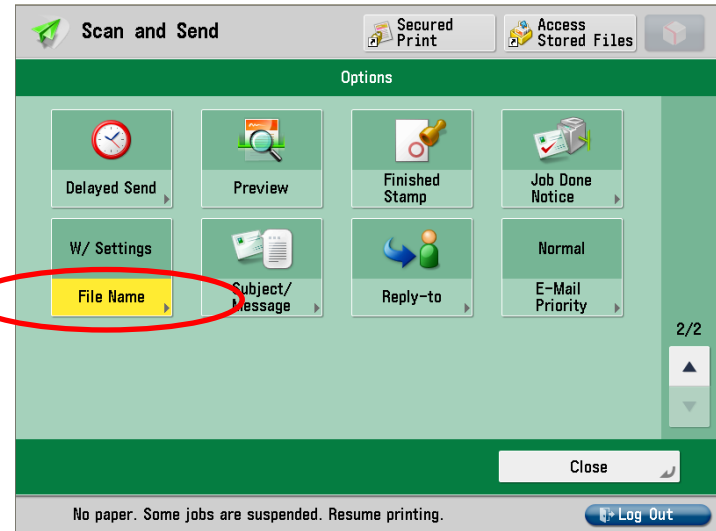 Scan and Send
Secured
Print
Access
Stored Files
Options
Delayed Send
Preview
Finished
Stamp
Job Done
Notice
W/ Settings
File Name
Subject/
Message
Reply-to
Normal
E-Mail
Priority
2/2
Close
No paper. Some jobs are suspended. Resume printing.
Log Out